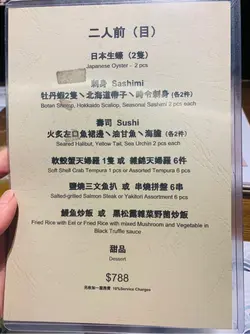 二人前（目）
日本生蠔（2隻）
Japanese Oyster - 2 pcs
刺身 Sashimi
牡丹蝦2隻、北海道帶子、時令刺身(各2件)
Botan Shrimp, Hokkaido Scallop, Seasonal Sashimi 2 pcs each
壽司 Sushi
火炙左口魚裙邊、油甘魚、海膽 (各2件)
Seared Halibut, Yellow Tail, Sea Urchin 2 pcs each
軟殼蟹天婦羅 1隻 或 雜錦天婦羅 6件
Soft Shell Crab Tempura 1 pc or Assorted Tempura 6 pcs
鹽燒三文魚扒 或 串燒拼盤 6串
Salted-grilled Salmon Steak or Yakitori Assortment 6 pcs
鰻魚炒飯 或 黑松露雜菜野菌炒飯
Fried Rice with Eel or Fried Rice with mixed Mushroom and Vegetable in
Black Truffle sauce
甜品
Dessert
$788
另收加一服務費 10%Service Charges